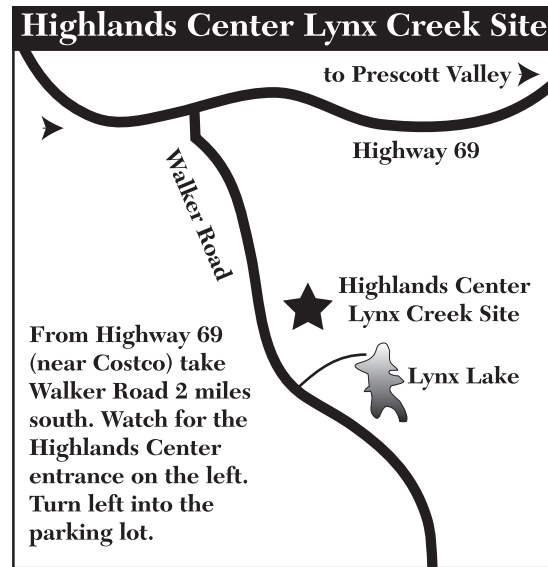 Highlands Center Lynx Creek Site
to Prescott Valley
Highway 69
Walker Road
Highlands Center
Lynx Creek Site
Lynx Lake
From Highway 69
(near Costco) take
Walker Road 2 miles
south. Watch for the
Highlands Center
entrance on the left.
Turn left into the
parking lot.